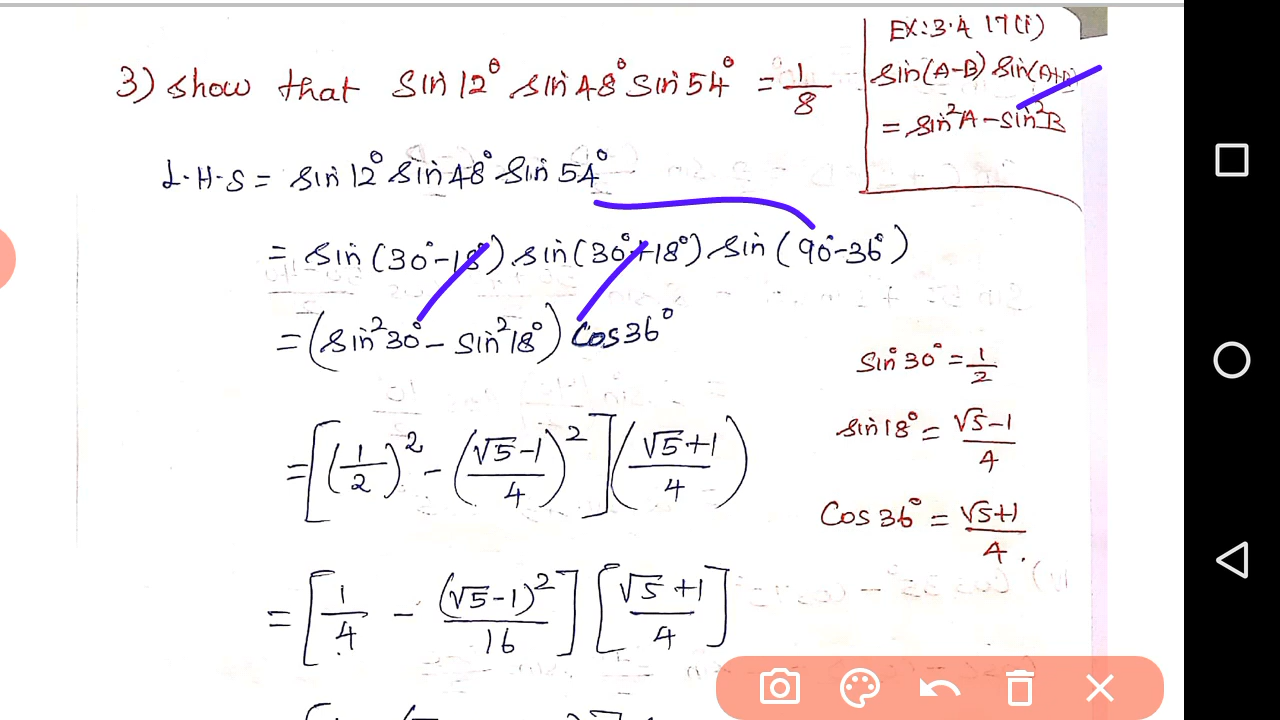 EX: 3.4 17(i)
3) Show that sin 12° sin 48° sin 54° = 1/8
sin(A-B) sin(A+B)
= sin²A - sin²B
L.H.S = sin 12° sin 48° sin 54°
= sin (30°-18°) sin (30°+18°) sin (90°-36°)
= (sin²30° - sin²18°) cos 36°
sin 30° = 1/2
sin 18° = √5-1/4
= [(1/2)² - (√5-1/4)²] (√5+1/4)
cos 36° = √5+1/4.
= [1/4 - (√5-1)²/16] [√5+1/4]